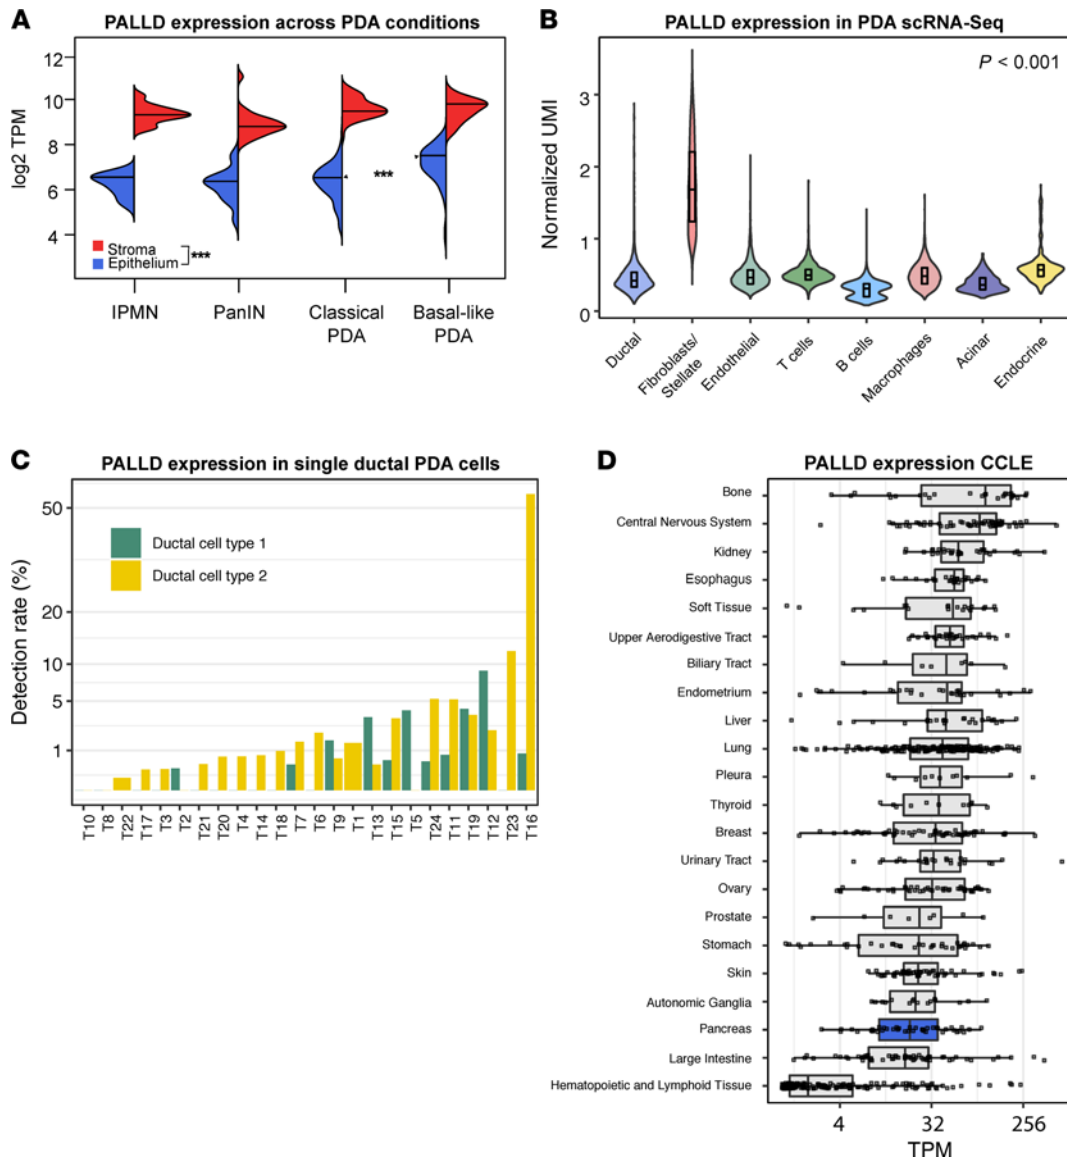 A
PALLD expression across PDA conditions
log2 TPM
12
10
8
6
4
Stroma
Epithelium
***
***
IPMN
PanIN
Classical
PDA
Basal-like
PDA
B
PALLD expression in PDA scRNA-Seq
P < 0.001
Normalized UMI
3
2
1
0
Ductal
Fibroblasts/
Stellate
Endothelial
T cells
B cells
Macrophages
Acinar
Endocrine
C
PALLD expression in single ductal PDA cells
Detection rate (%)
50
20
10
5
1
Ductal cell type 1
Ductal cell type 2
T10
T8
T22
T17
T3
T2
T21
T20
T4
T14
T18
T7
T6
T9
T1
T13
T15
T5
T24
T11
T19
T12
T23
T16
D
PALLD expression CCLE
Bone
Central Nervous System
Kidney
Esophagus
Soft Tissue
Upper Aerodigestive Tract
Biliary Tract
Endometrium
Liver
Lung
Pleura
Thyroid
Breast
Urinary Tract
Ovary
Prostate
Stomach
Skin
Autonomic Ganglia
Pancreas
Large Intestine
Hematopoietic and Lymphoid Tissue
4
32
256
TPM